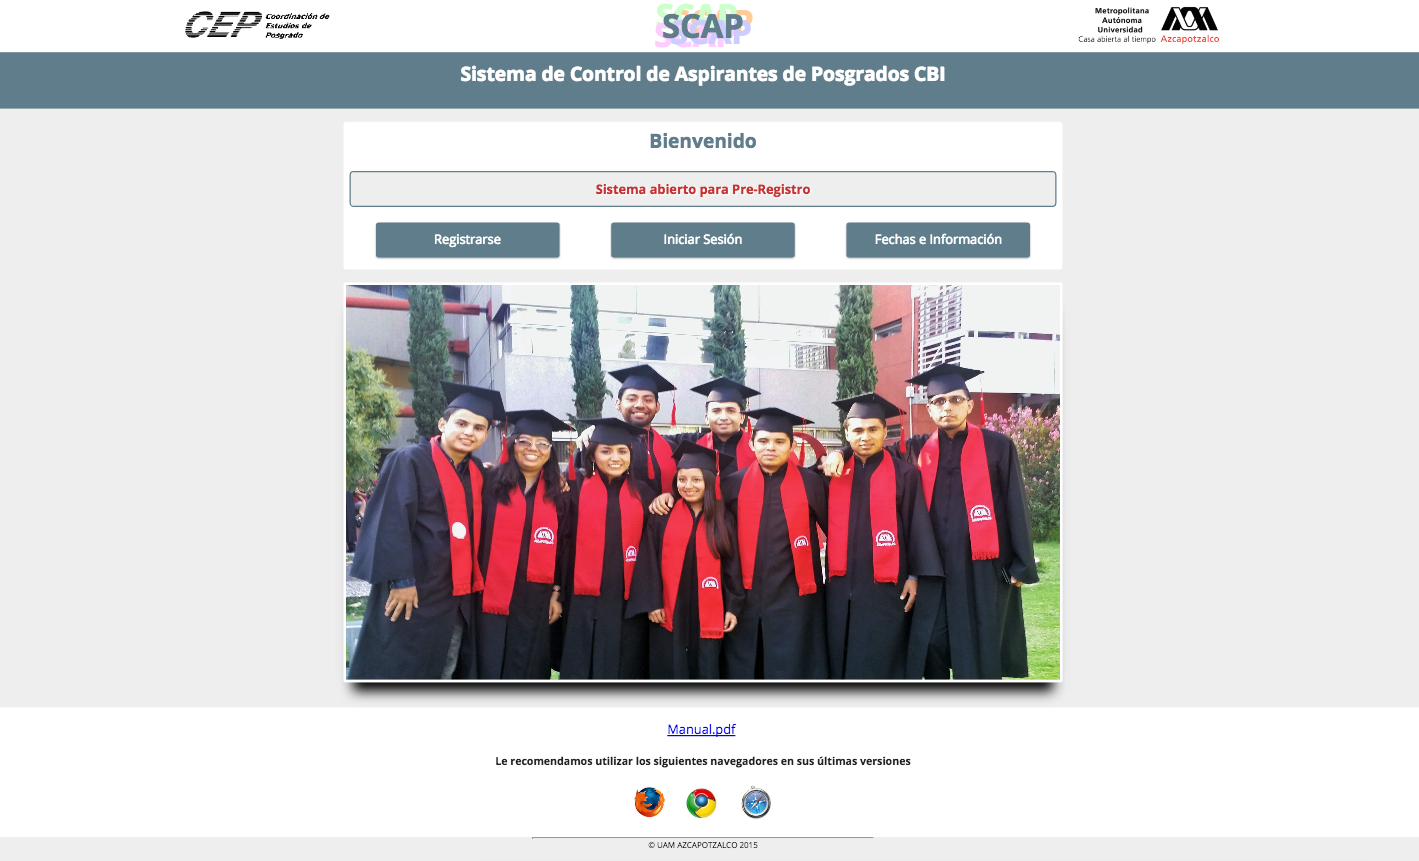 CEP Coordinación de
Estudios de
Posgrado
SCAP
Metropolitana
Autónoma
Universidad
Casa abierta al tiempo Azcapotzalco
Sistema de Control de Aspirantes de Posgrados CBI
Bienvenido
Sistema abierto para Pre-Registro
Registrarse
Iniciar Sesión
Fechas e Información
Manual.pdf
Le recomendamos utilizar los siguientes navegadores en sus últimas versiones
© UAM AZCAPOTZALCO 2015